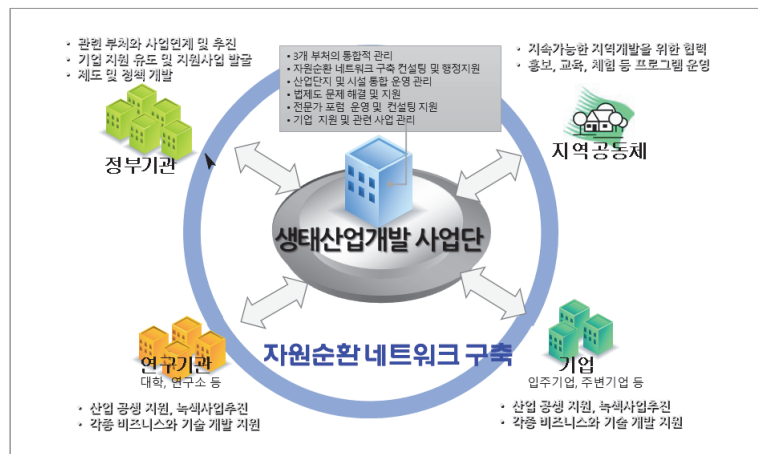 • 관련 부처와 사업연계 및 추진
• 기업 지원 유도 및 지원사업 발굴
• 제도 및 정책 개발
정부기관
• 3개 부처의 통합적 관리
• 자원순환 네트워크 구축 컨설팅 및 행정지원
• 산업단지 및 시설 통합 운영 관리
• 법제도 문제 해결 및 지원
• 전문가 포럼 운영 및 컨설팅 지원
• 기업 지원 및 관련 사업 관리
• 지속가능한 지역개발을 위한 협력
• 홍보, 교육, 체험 등 프로그램 운영
지역공동체
생태산업개발 사업단
자원순환 네트워크 구축
연구기관
대학, 연구소 등
• 산업 공생 지원, 녹색사업추진
• 각종 비즈니스와 기술 개발 지원
기업
입주기업, 주변기업 등
• 산업 공생 지원, 녹색사업추진
• 각종 비즈니스와 기술 개발 지원